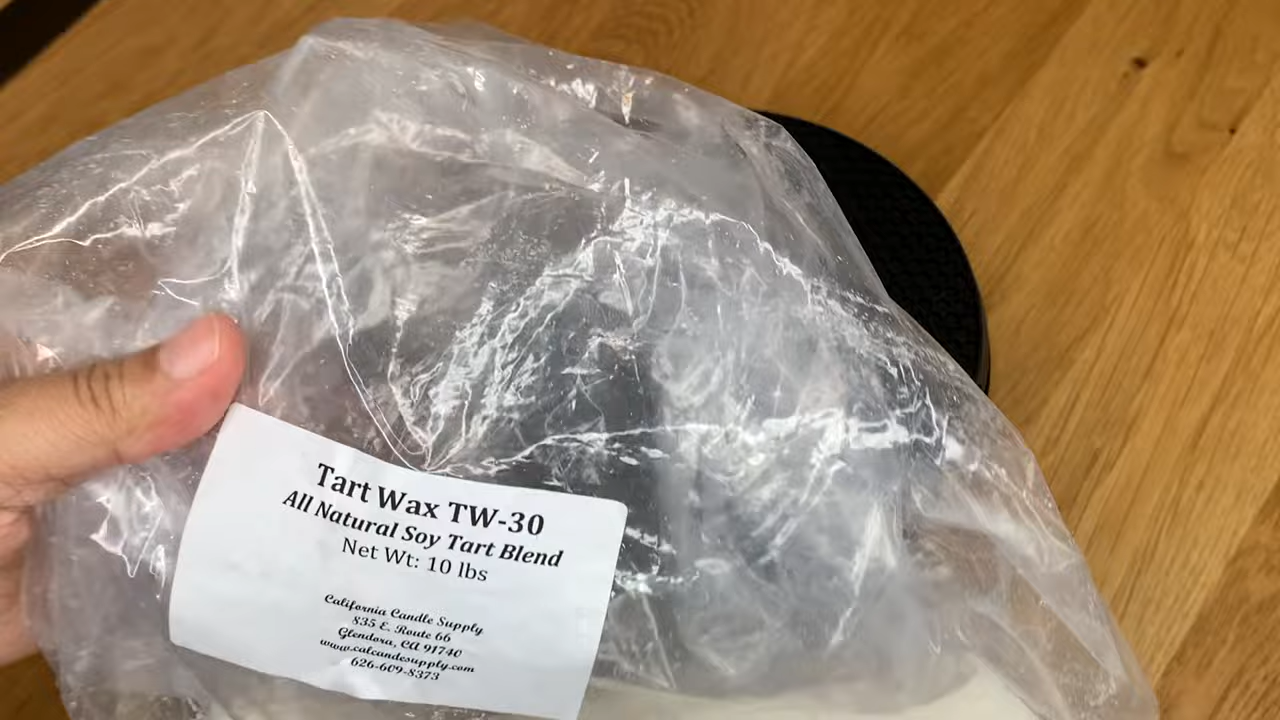 Tart Wax TW-30
All Natural Soy Tart Blend
Net Wt: 10 lbs
California Candle Supply
835 E. Route 66
Glendora, CA 91740
www.calcandesupply.com
626-609-8373